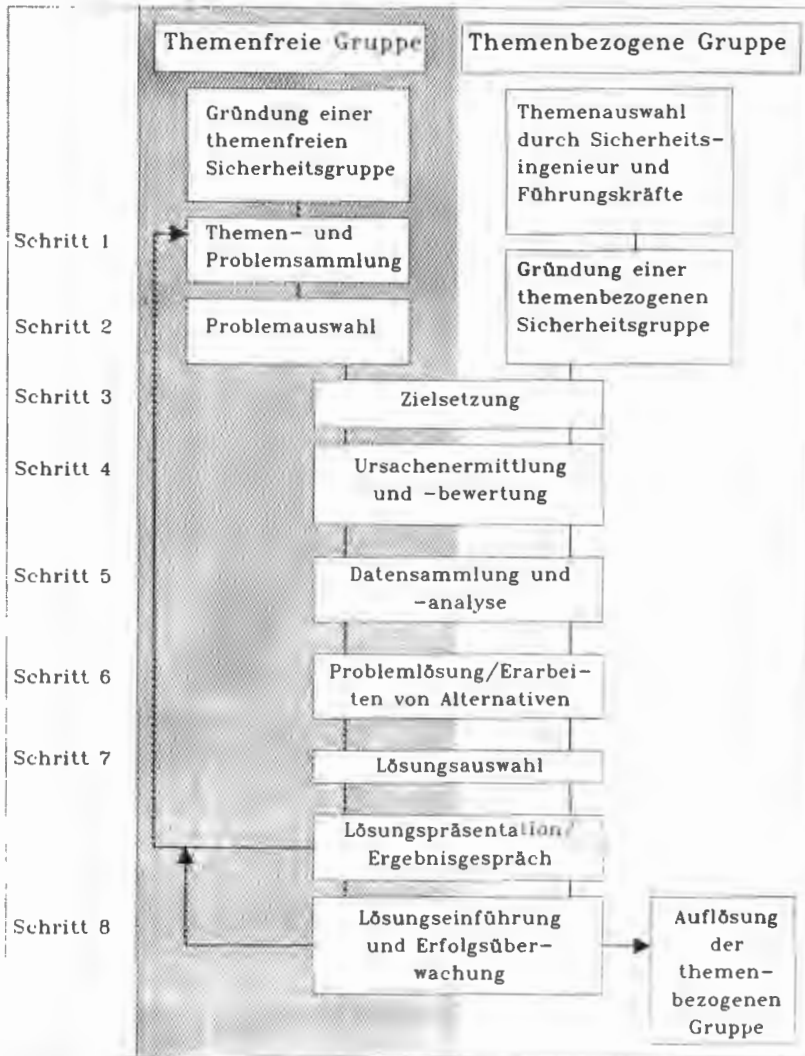 Themenfreie Gruppe
Themenbezogene Gruppe
Gründung einer
themenfreien
Sicherheitsgruppe
Themenauswahl
durch Sicherheits-
ingenieur und
Führungskräfte
Schritt 1
Themen- und
Problemsammlung
Gründung einer
themenbezogenen
Sicherheitsgruppe
Schritt 2
Problemauswahl
Schritt 3
Zielsetzung
Schritt 4
Ursachenermittlung
und -bewertung
Schritt 5
Datensammlung und
-analyse
Schritt 6
Problemlösung/Erarbei-
ten von Alternativen
Schritt 7
Lösungsauswahl
Lösungspräsentation/
Ergebnisgespräch
Schritt 8
Lösungseinführung
und Erfolgsüber-
wachung
Auflösung
der
themen-
bezogenen
Gruppe